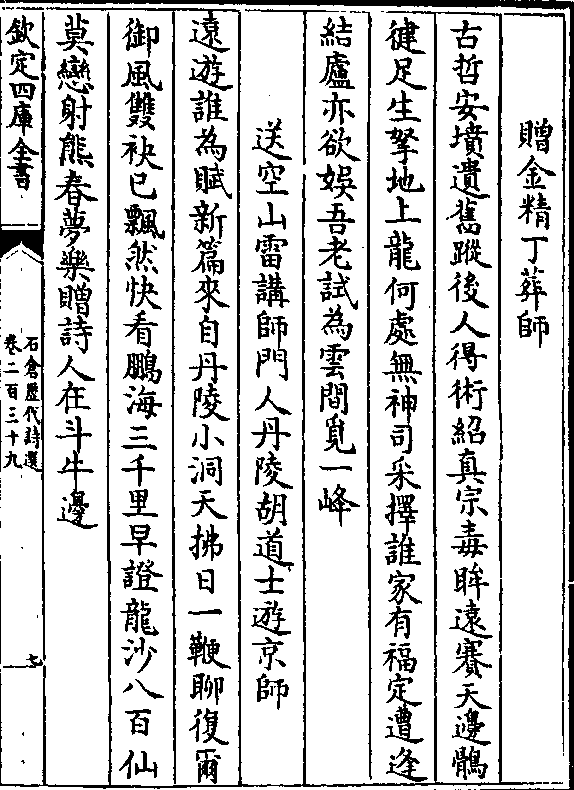 贈金精丁葬師
古哲安墳遺舊蹤後人得術紹真宗毒眸遠賽天邊鶻
健足生拏地上龍何處無神司采擇誰家有福定遭逢
結廬亦欲娛吾老試為雲間覓一峰
送空山雷講師門人丹陵胡道士遊京師
遠遊誰為賦新篇來自丹陵小洞天拂日一鞭聊復爾
御風雙袂已飄然快看鵬海三千里早證龍沙八百仙
莫戀射熊春夢樂贈詩人在斗牛邊
欽定四庫全書
石倉歷代詩選
卷二百三十九
七